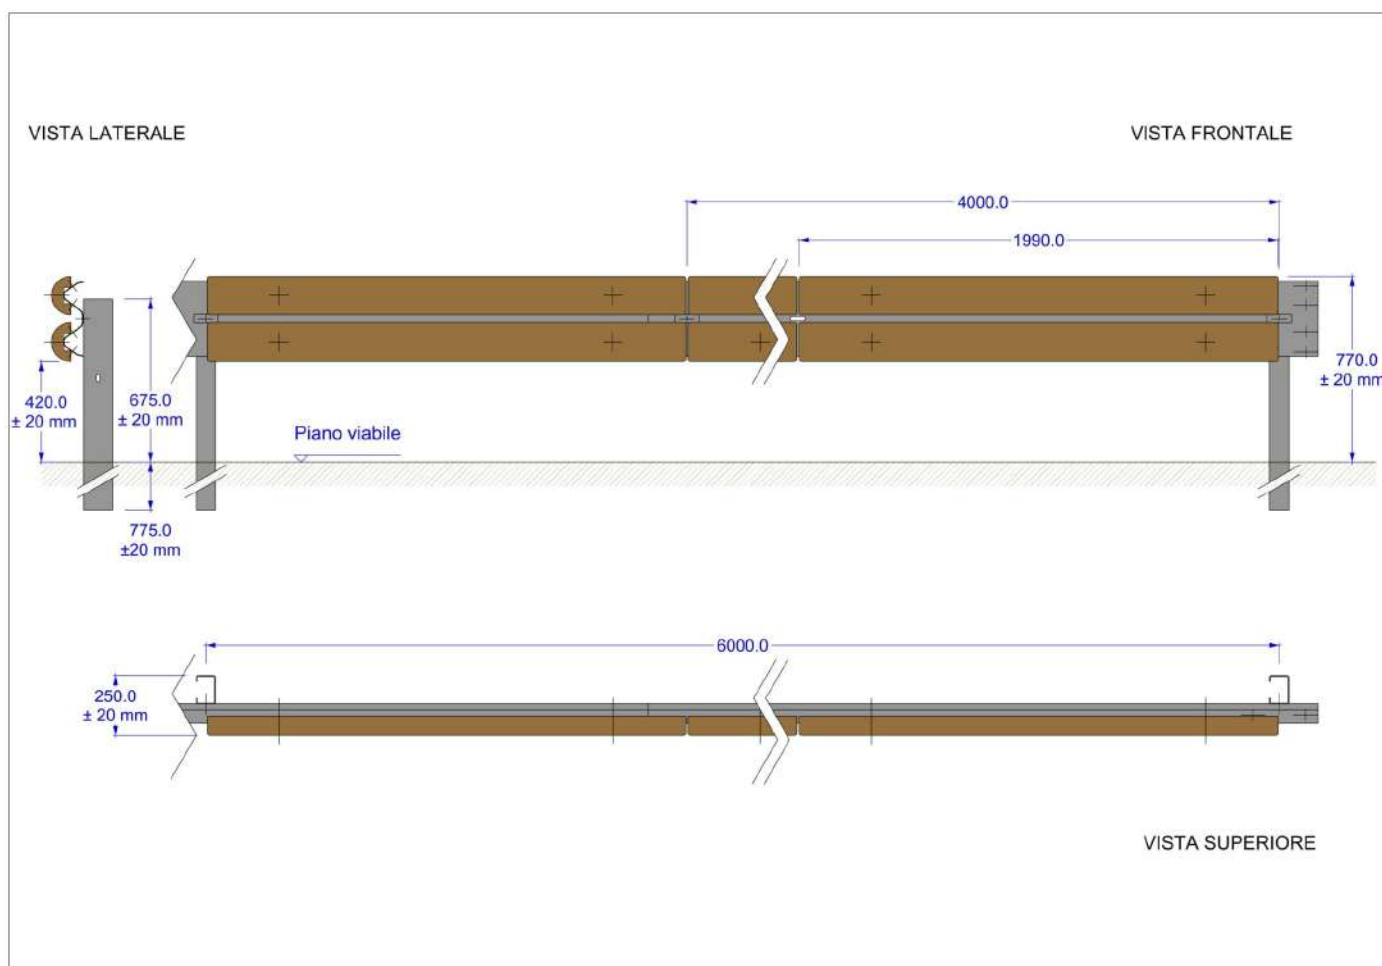 VISTA LATERALE
VISTA FRONTALE
4000.0
1990.0
420.0
± 20 mm
675.0
± 20 mm
770.0
± 20 mm
Piano viabile
775.0
±20 mm
6000.0
250.0
± 20 mm
VISTA SUPERIORE